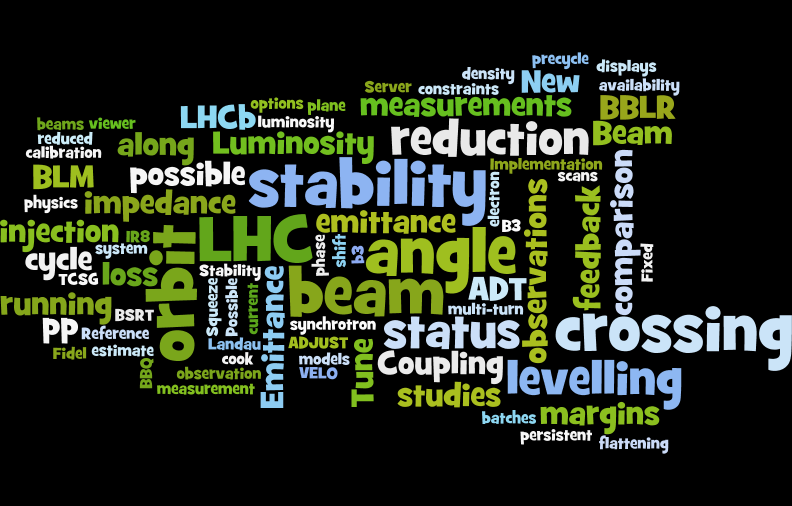 precycle
displays
density
New
availability
Server
constraints
options
plane
measurements
BBLR
LHCb
luminosity
beams
viewer
reduced
along
Luminosity
reduction
Beam
calibration
BLM
possible
stability
Implementation
scans
physics
impedance
electron
observations
feedback
comparison
injection
IR8
LHC
emittance
B3
system
orbit
phase
shift
b3
angle
Fixed
cycle
TCSG
loss
Stability
beam
ADT
running
BSRT
Squeeze
Possible
current
Emittance
multi-turn
PP
Reference
synchrotron
status
crossing
Fidel
estimate
Landau
ADJUST
cook
models
VELO
Tune
Coupling
levelling
BBQ
observation
measurement
studies
batches
margins
persistent
flattening